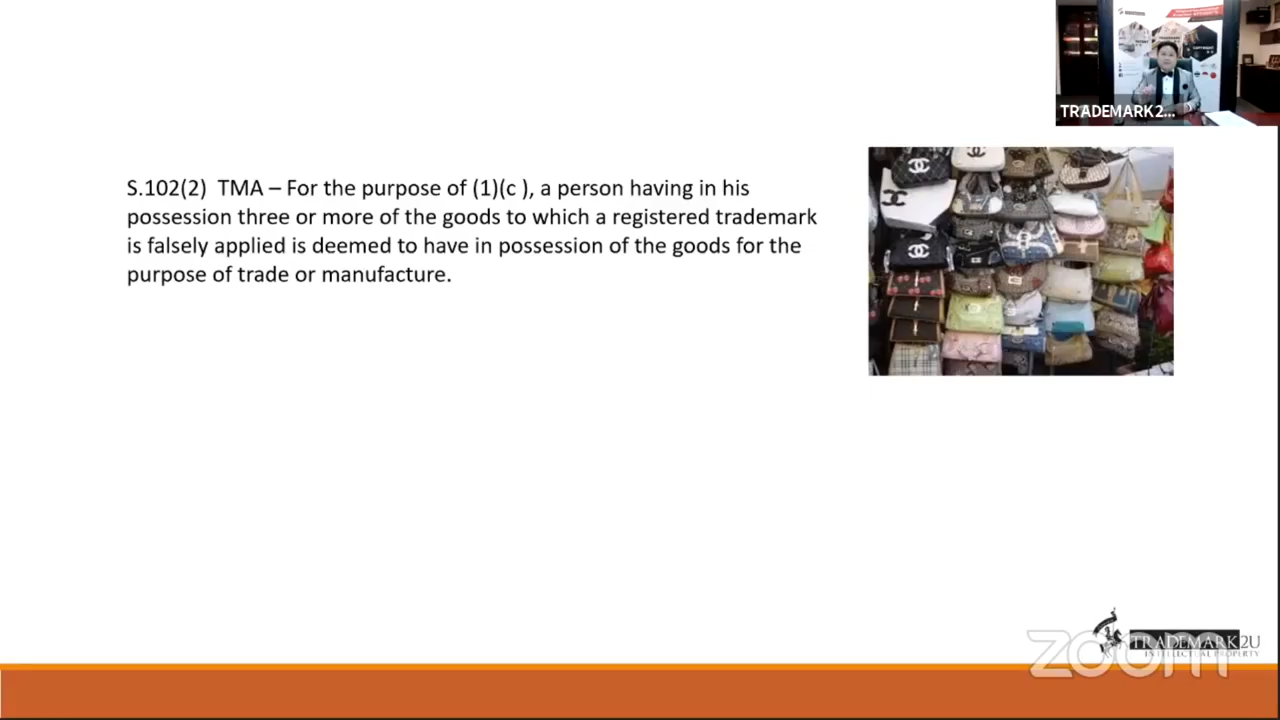 TRADEMARK2...
S.102(2) TMA – For the purpose of (1)(c ), a person having in his
possession three or more of the goods to which a registered trademark
is falsely applied is deemed to have in possession of the goods for the
purpose of trade or manufacture.
TRADEMARK2U
INTELLECTUAL PROPERTY
zoom